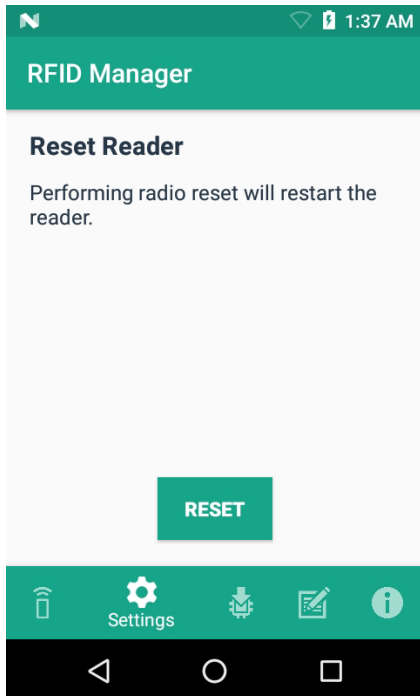 1:37 AM
RFID Manager
Reset Reader
Performing radio reset will restart the
reader.
RESET
Settings